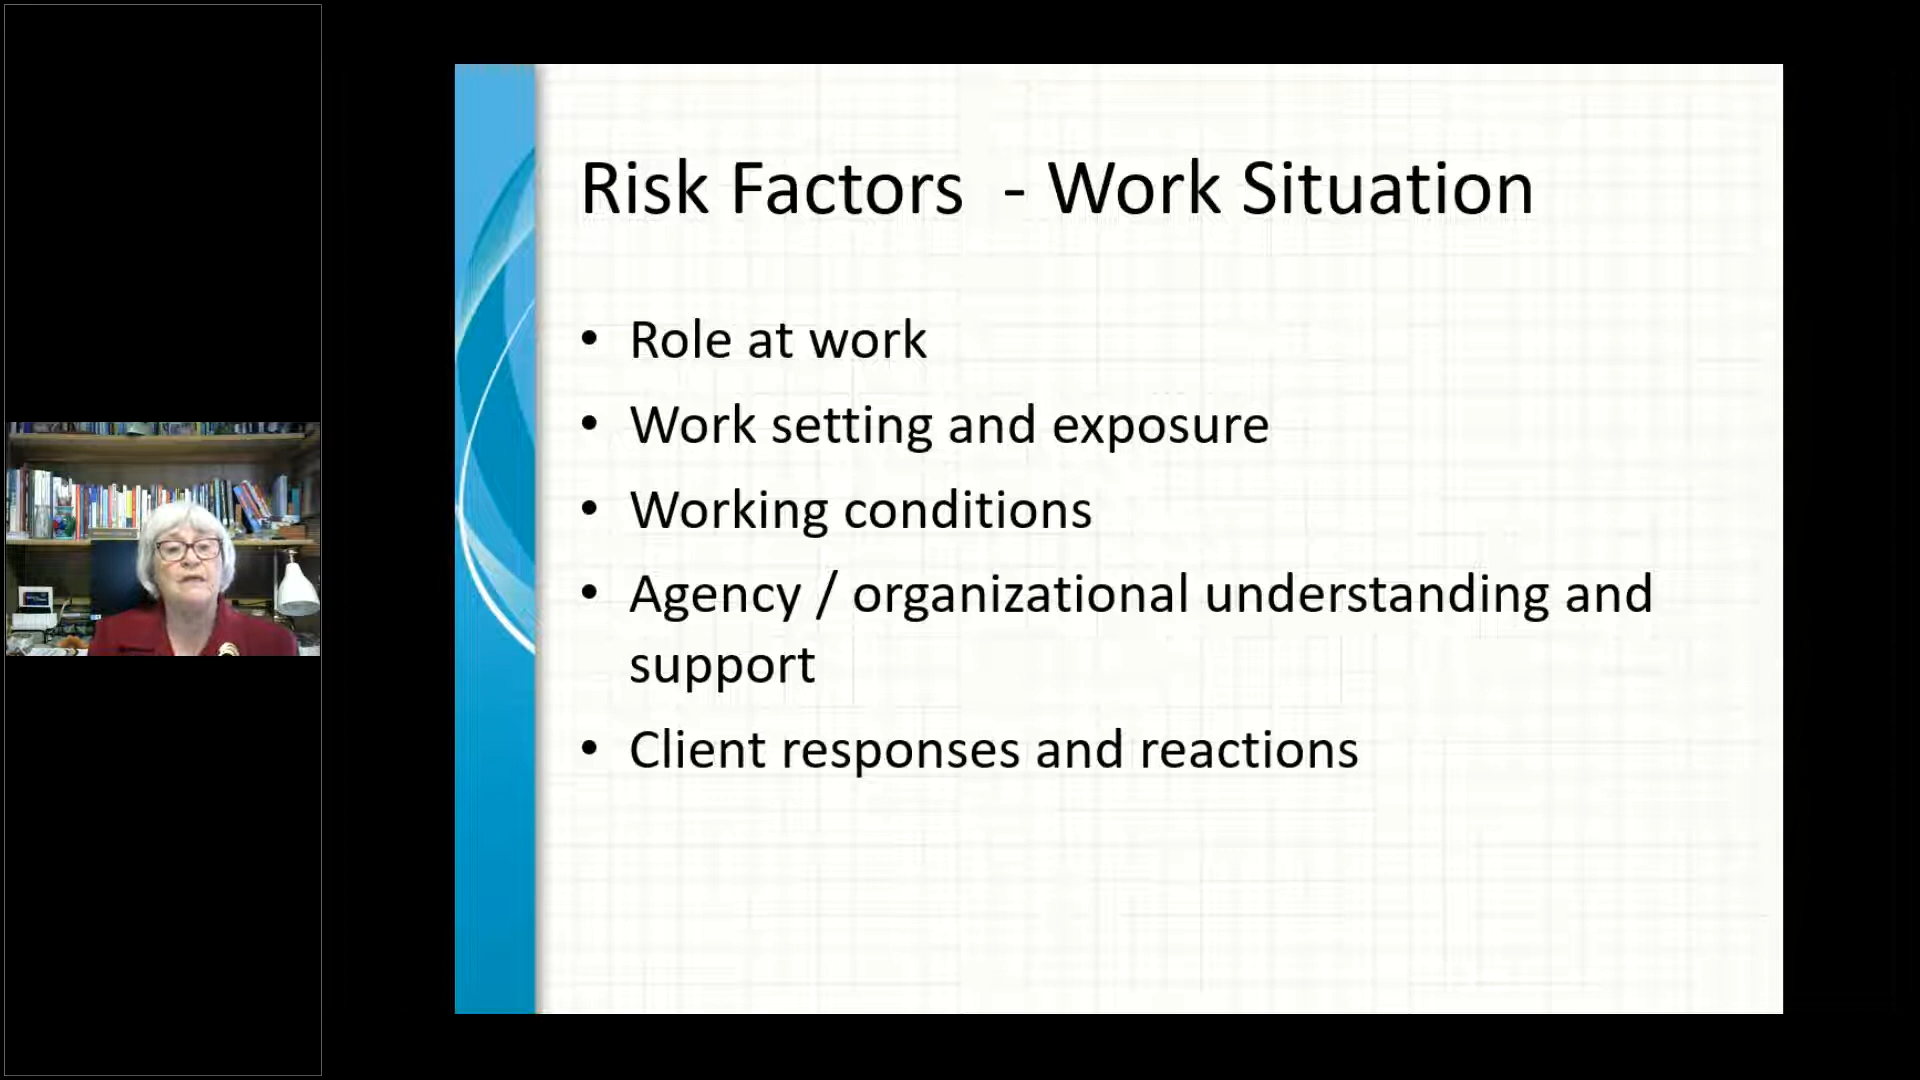 Risk Factors  - Work Situation
• Role at work
• Work setting and exposure
• Working conditions
• Agency / organizational understanding and
support
• Client responses and reactions